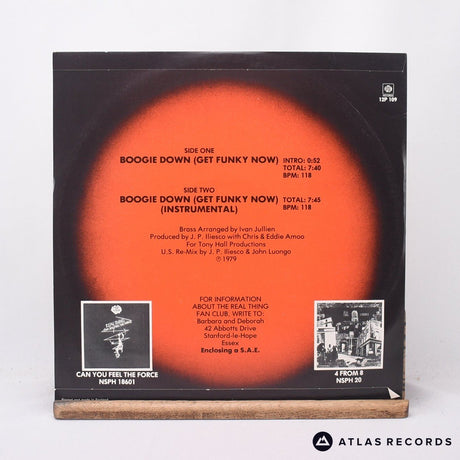 12P 109
SIDE ONE
BOOGIE DOWN (GET FUNKY NOW) INTRO: 0:52
TOTAL: 7:40
BPM: 118
SIDE TWO
BOOGIE DOWN (GET FUNKY NOW) TOTAL: 7:45
(INSTRUMENTAL) BPM: 118
Brass Arranged by Ivan Jullien
Produced by J. P. Iliesco with Chris & Eddie Amoo
For Tony Hall Productions
U.S. Re-Mix by J. P. Iliesco & John Luongo
℗ 1979
FOR INFORMATION
ABOUT THE REAL THING
FAN CLUB, WRITE TO:
Barbara and Deborah
42 Abbotts Drive
Stanford-le-Hope
Essex
Enclosing a S.A.E.
CAN YOU FEEL THE FORCE
NSPH 18601
4 FROM 8
NSPH 20
ATLAS RECORDS